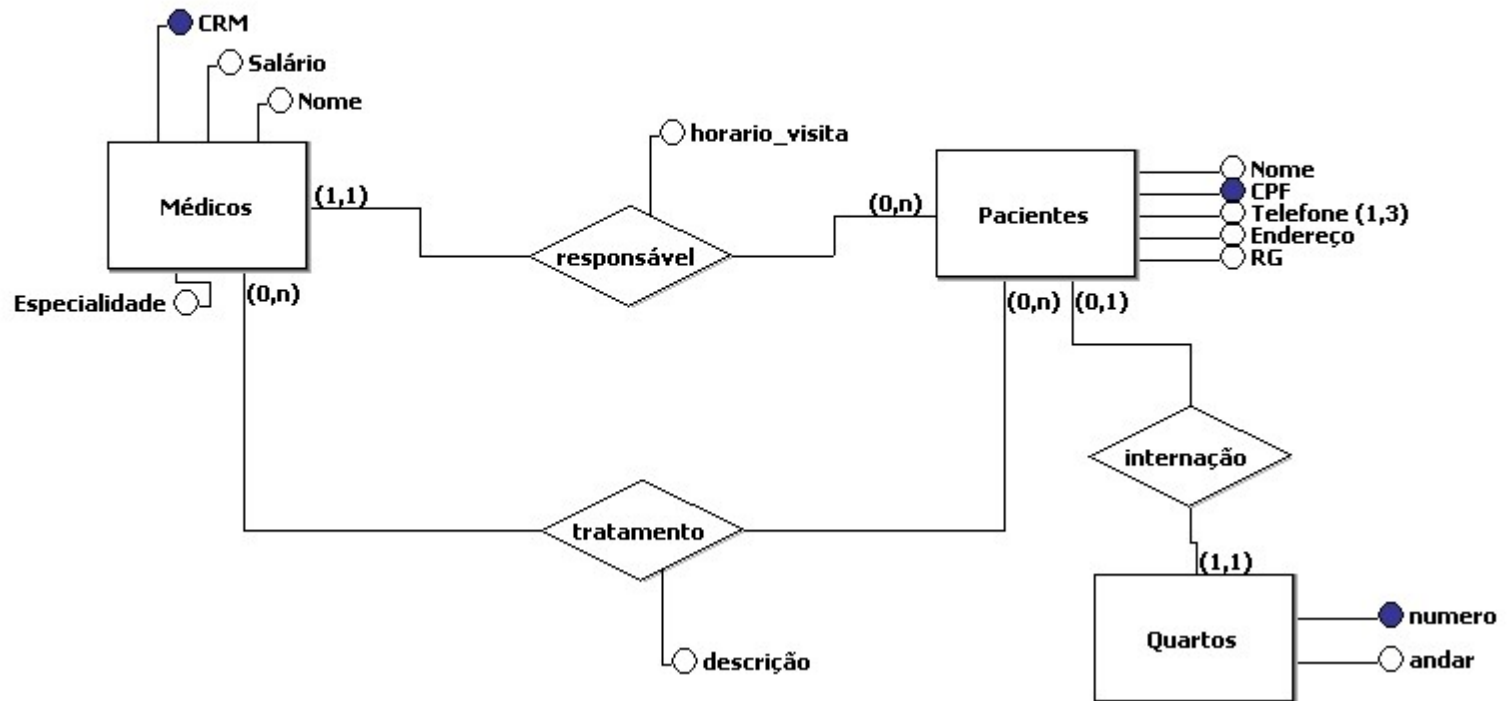 CRM
Salário
Nome
Médicos
(1,1)
Especialidade
(0,n)
horario_visita
responsável
(0,n)
Pacientes
Nome
CPF
Telefone (1,3)
Endereço
RG
(0,n)
(0,1)
internação
tratamento
descrição
(1,1)
Quartos
numero
andar